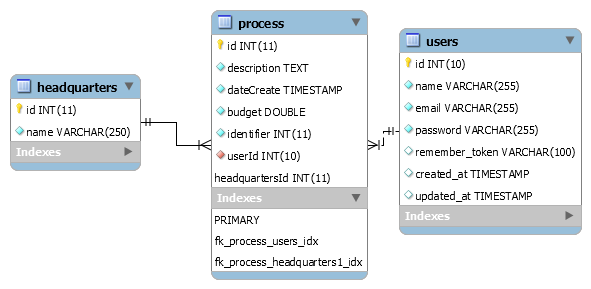 headquarters
id INT(11)
name VARCHAR(250)
Indexes
process
id INT(11)
description TEXT
dateCreate TIMESTAMP
budget DOUBLE
identifier INT(11)
userId INT(10)
headquartersId INT(11)
Indexes
PRIMARY
fk_process_users_idx
fk_process_headquarters1_idx
users
id INT(10)
name VARCHAR(255)
email VARCHAR(255)
password VARCHAR(255)
remember_token VARCHAR(100)
created_at TIMESTAMP
updated_at TIMESTAMP
Indexes